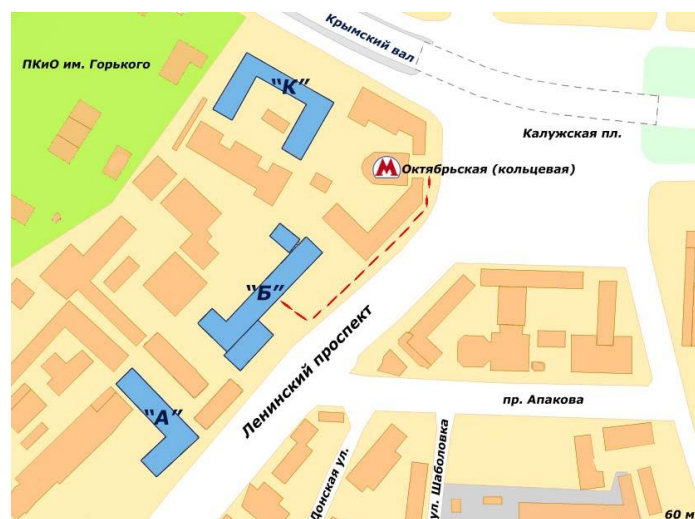 Крымский вал
ПКиО им. Горького
"К"
Калужская пл.
М Октябрьская (кольцевая)
"Б"
Ленинский проспект
"А"
пр. Апакова
Донская ул.
ул. Шаболовка
60 м